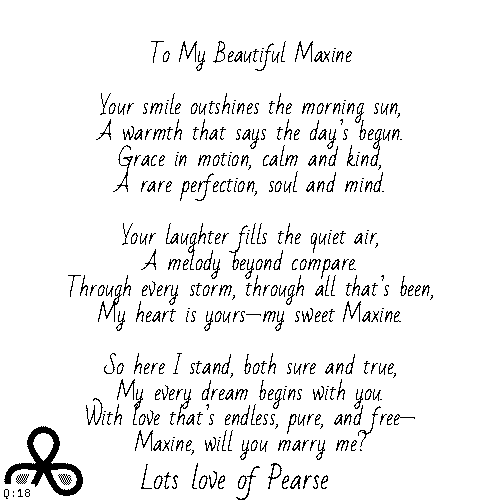 To My Beautiful Maxine
Your smile outshines the morning sun,
A warmth that says the day's begun.
Grace in motion, calm and kind,
A rare perfection, soul and mind.
Your laughter fills the quiet air,
A melody beyond compare.
Through every storm, through all that's been,
My heart is yours—my sweet Maxine.
So here I stand, both sure and true,
My every dream begins with you.
With love that's endless, pure, and free—
Maxine, will you marry me?
Lots love of Pearse
Q:18